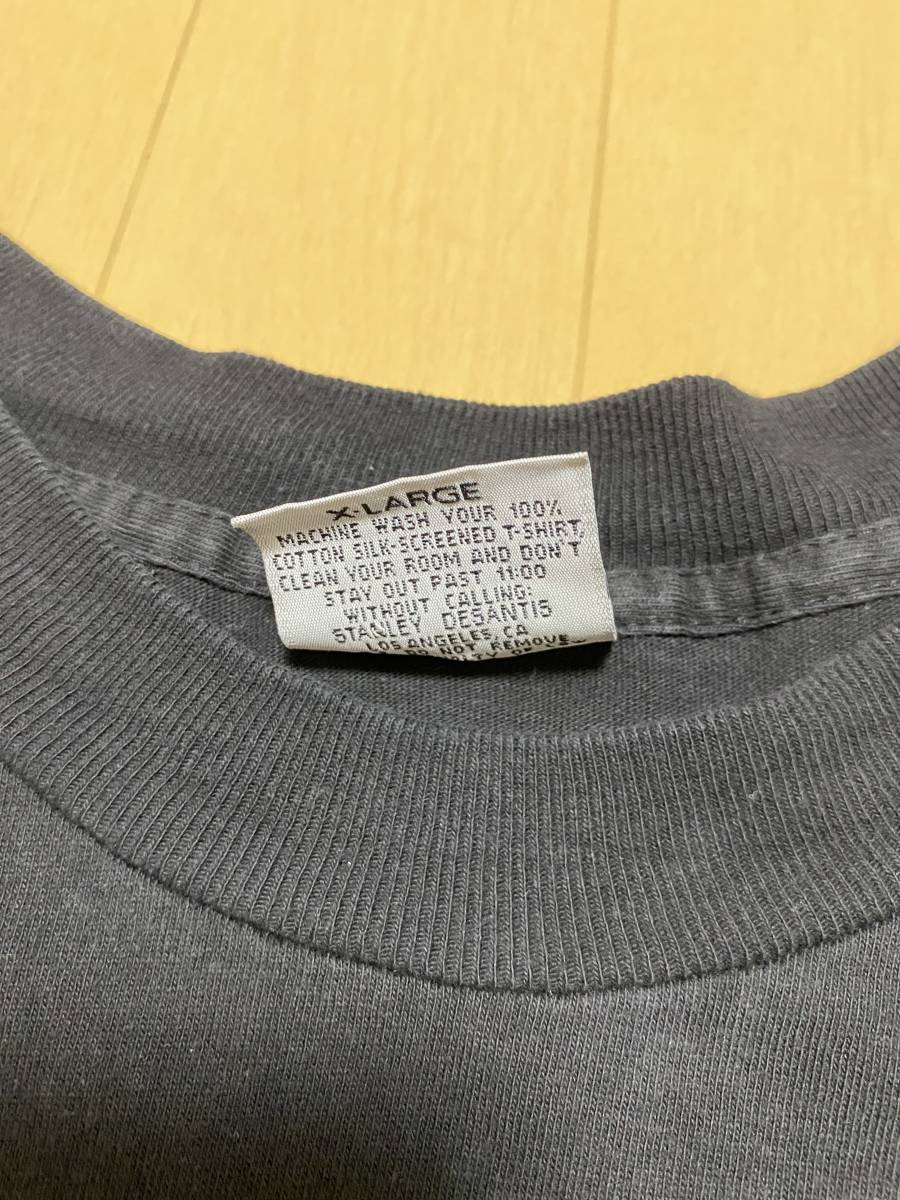 X-LARGE
MACHINE WASH YOUR 100%
COTTON SILK-SCREENED T-SHIRT,
CLEAN YOUR ROOM AND DON'T
STAY OUT PAST 11:00
WITHOUT CALLING:
STANLEY DESANTIS
LOS ANGELES, CA
DO NOT REMOVE